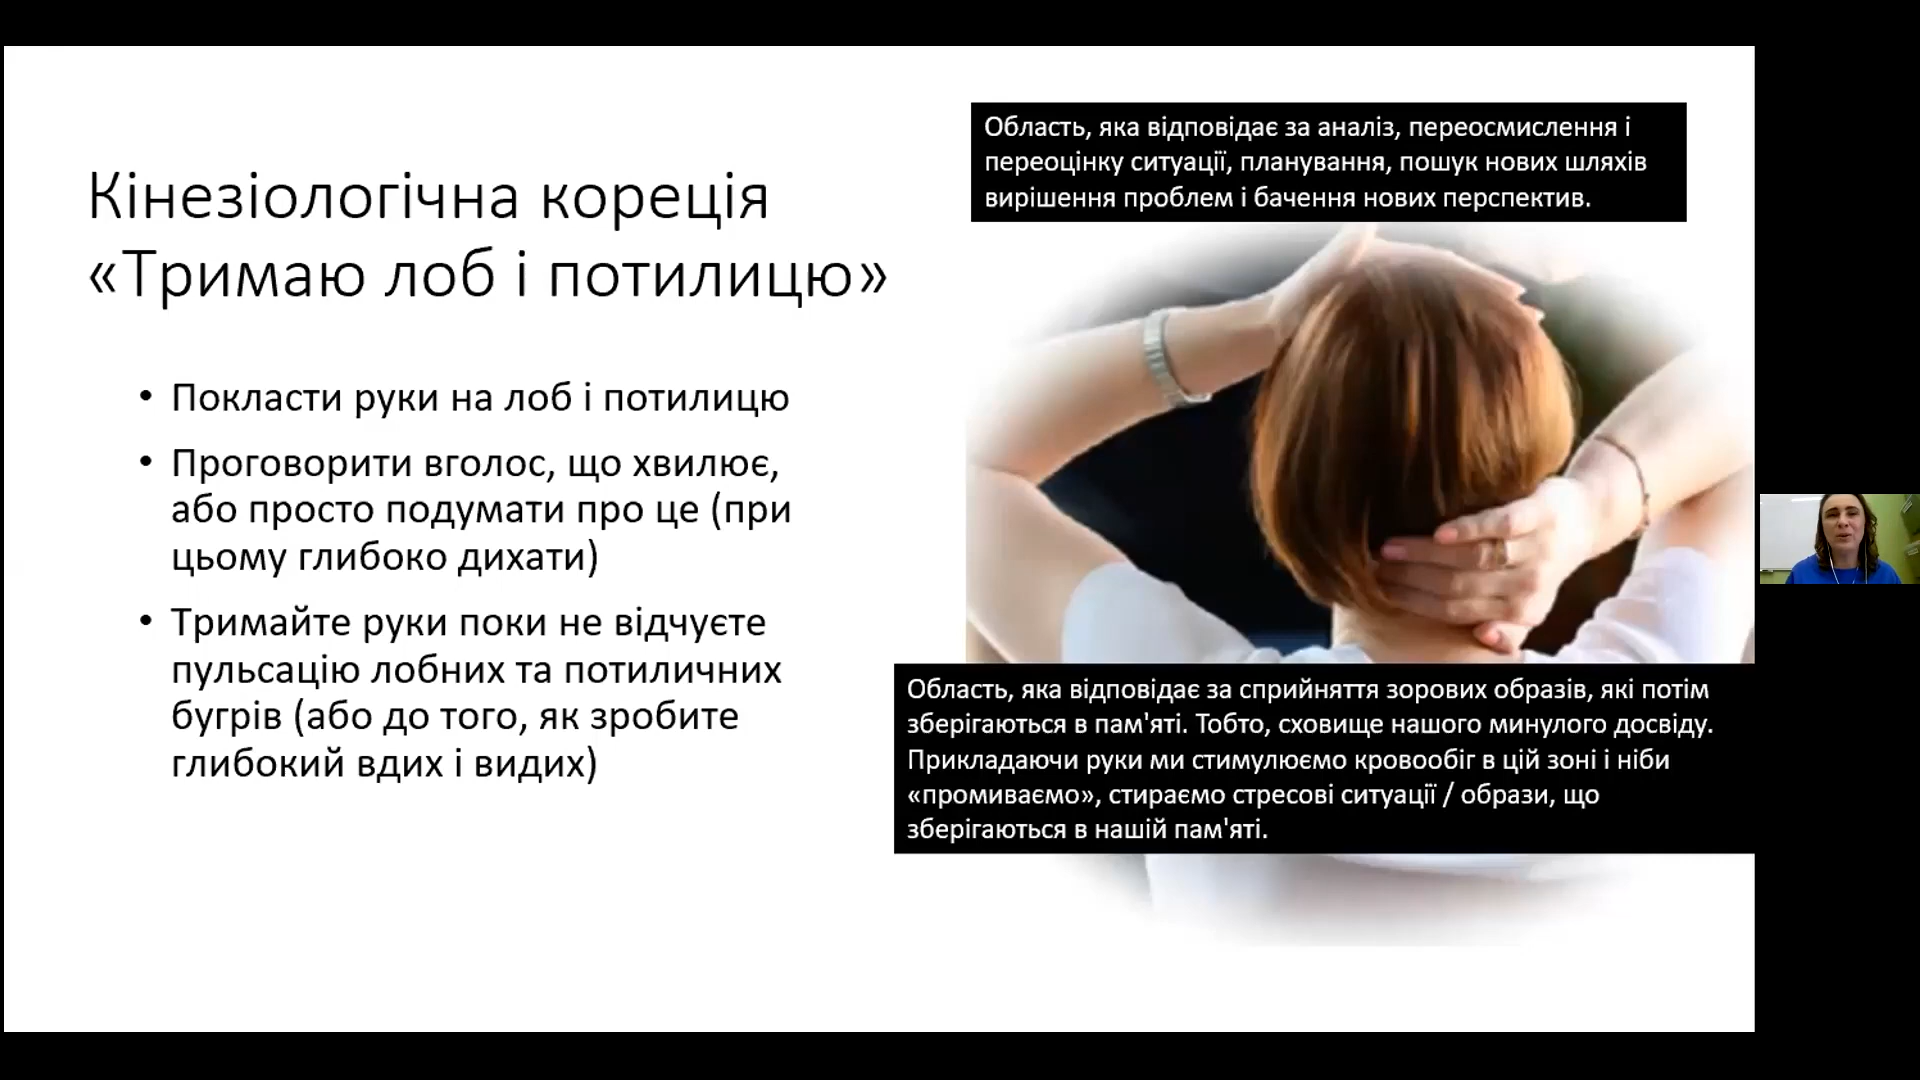 Кінезіологічна кореція
«Тримаю лоб і потилицю»
• Покласти руки на лоб і потилицю
• Проговорити вголос, що хвилює,
або просто подумати про це (при
цьому глибоко дихати)
• Тримайте руки поки не відчуєте
пульсацію лобних та потиличних
бугрів (або до того, як зробите
глибокий вдих і видих)
Область, яка відповідає за аналіз, переосмислення і
переоцінку ситуації, планування, пошук нових шляхів
вирішення проблем і бачення нових перспектив.
Область, яка відповідає за сприйняття зорових образів, які потім
зберігаються в пам'яті. Тобто, сховище нашого минулого досвіду.
Прикладаючи руки ми стимулюємо кровообіг в цій зоні і ніби
«промиваємо», стираємо стресові ситуації / образи, що
зберігаються в нашій пам'яті.